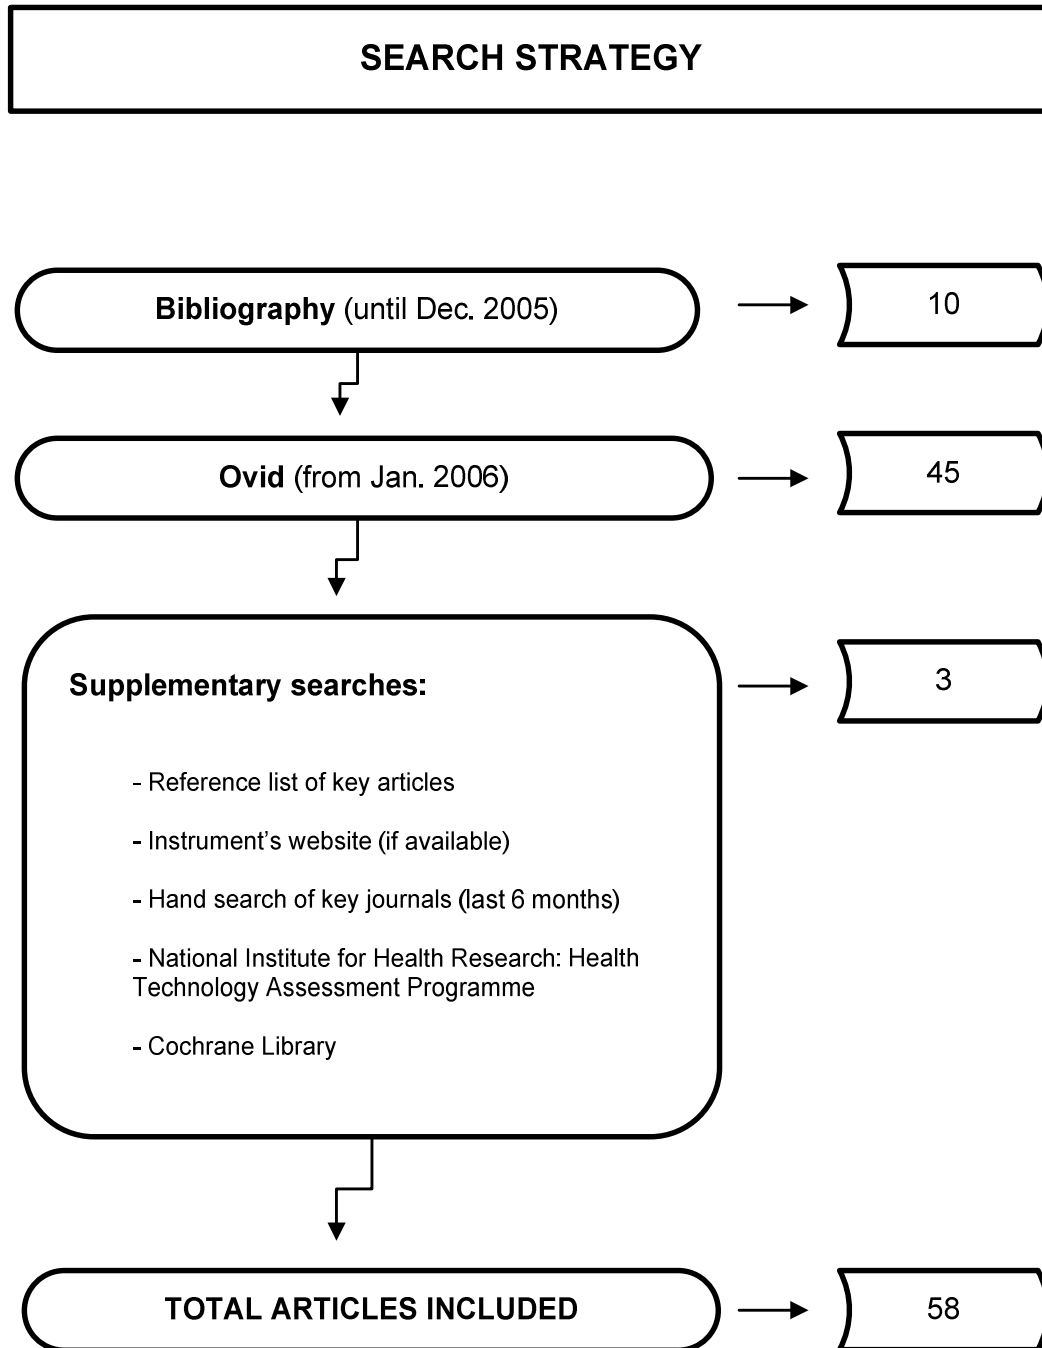 SEARCH STRATEGY
Bibliography (until Dec. 2005)
10
Ovid (from Jan. 2006)
45
Supplementary searches:
3
- Reference list of key articles
- Instrument’s website (if available)
- Hand search of key journals (last 6 months)
- National Institute for Health Research: Health
Technology Assessment Programme
- Cochrane Library
TOTAL ARTICLES INCLUDED
58